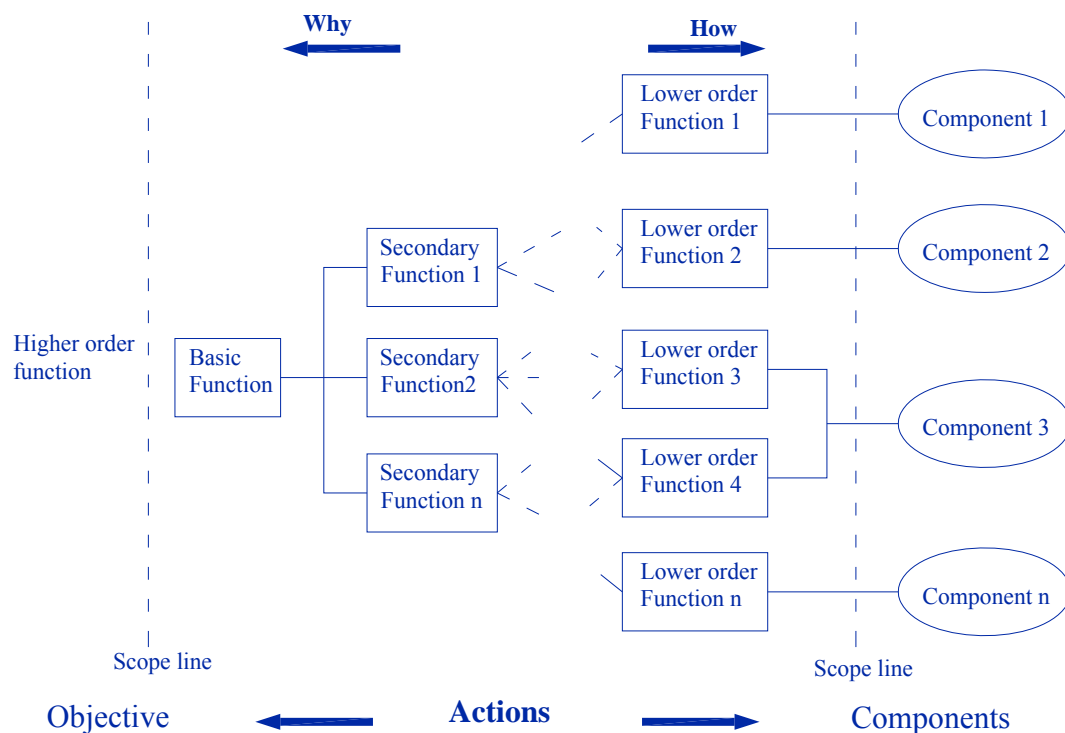 Why
How
Lower order
Function 1
Component 1
Secondary
Function 1
Lower order
Function 2
Component 2
Higher order
function
Basic
Function
Secondary
Function2
Lower order
Function 3
Component 3
Secondary
Function n
Lower order
Function 4
Lower order
Function n
Component n
Scope line
Scope line
Objective
Actions
Components